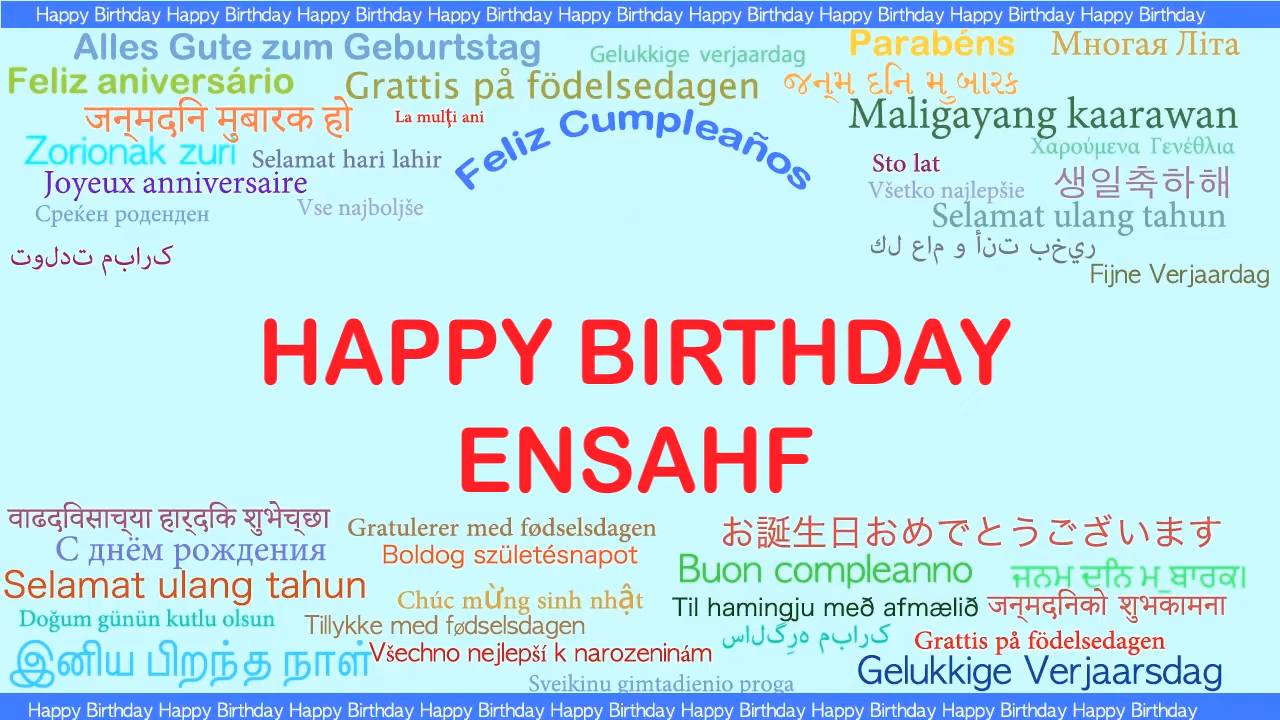 Happy Birthday Happy Birthday Happy Birthday Happy Birthday Happy Birthday Happy Birthday Happy Birthday Happy Birthday Happy Birthday
Alles Gute zum Geburtstag
Gelukkige verjaardag
Parabéns
Многая Літа
Feliz aniversário
Grattis på födelsedagen
જન્મ દિન મુબારક
जन्मदिन मुबारक हो
La mulţi ani
Feliz Cumpleaños
Maligayang kaarawan
Zorionak zuri
Selamat hari lahir
Χαρούμενα Γενέθλια
Sto lat
Joyeux anniversaire
Všetko najlepšie
생일축하해
Среќен роденден
Vse najboljše
Selamat ulang tahun
كل عام و أنت بخير
تولدت مبارک
Fijne Verjaardag
HAPPY BIRTHDAY
ENSAHF
वाढदिवसाच्या हार्दिक शुभेच्छा
Gratulerer med fødselsdagen
お誕生日おめでとうございます
С днём рождения
Boldog születésnapot
Buon compleanno
ਜਨਮ ਦਿਨ ਮੁਬਾਰਕ।
Selamat ulang tahun
Chúc mừng sinh nhật
Til hamingju með afmælið
जन्मदिनको शुभकामना
Doğum günün kutlu olsun
Tillykke med fødselsdagen
سالگرہ مبارک
Grattis på födelsedagen
இனிய பிறந்த நாள்
Všechno nejlepší k narozeninám
Gelukkige Verjaarsdag
Sveikinu gimtadienio proga
Happy Birthday Happy Birthday Happy Birthday Happy Birthday Happy Birthday Happy Birthday Happy Birthday Happy Birthday Happy Birthday